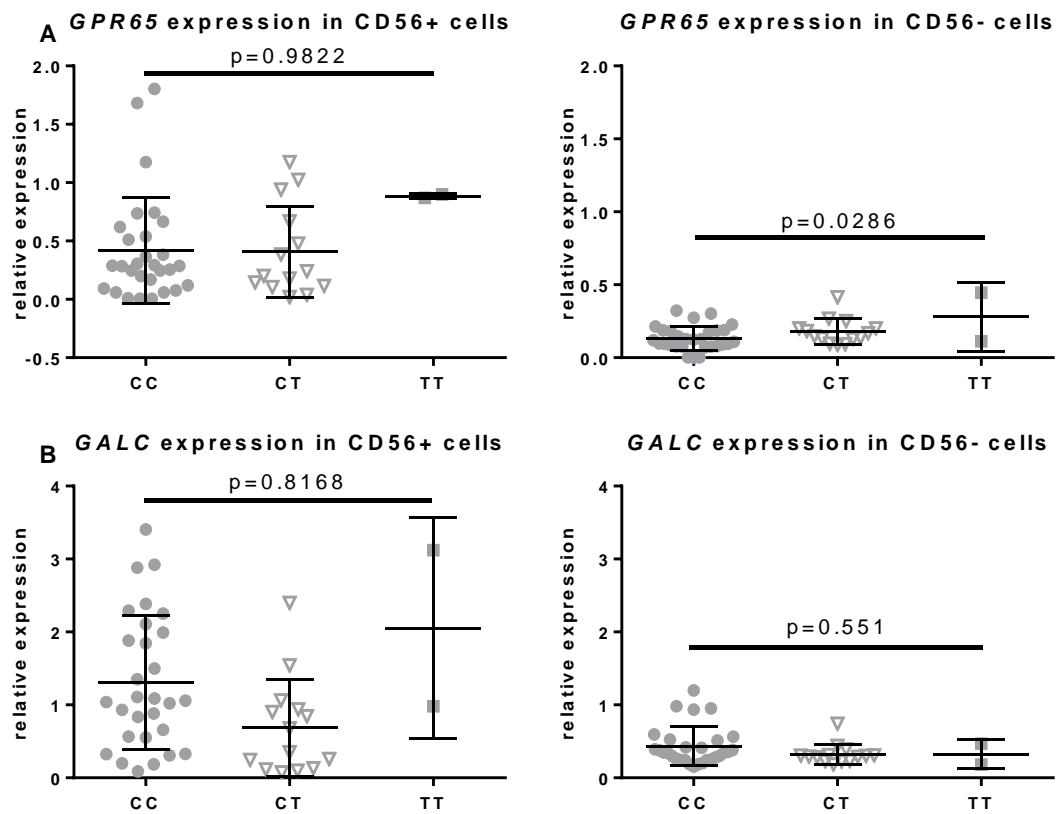 A GPR65 expression in CD56+ cells
p=0.9822
relative expression
2.0
1.5
1.0
0.5
0.0
-0.5
CC CT TT
GPR65 expression in CD56- cells
p=0.0286
relative expression
2.0
1.5
1.0
0.5
0.0
CC CT TT
B GALC expression in CD56+ cells
p=0.8168
relative expression
4
3
2
1
0
CC CT TT
GALC expression in CD56- cells
p=0.551
relative expression
4
3
2
1
0
CC CT TT